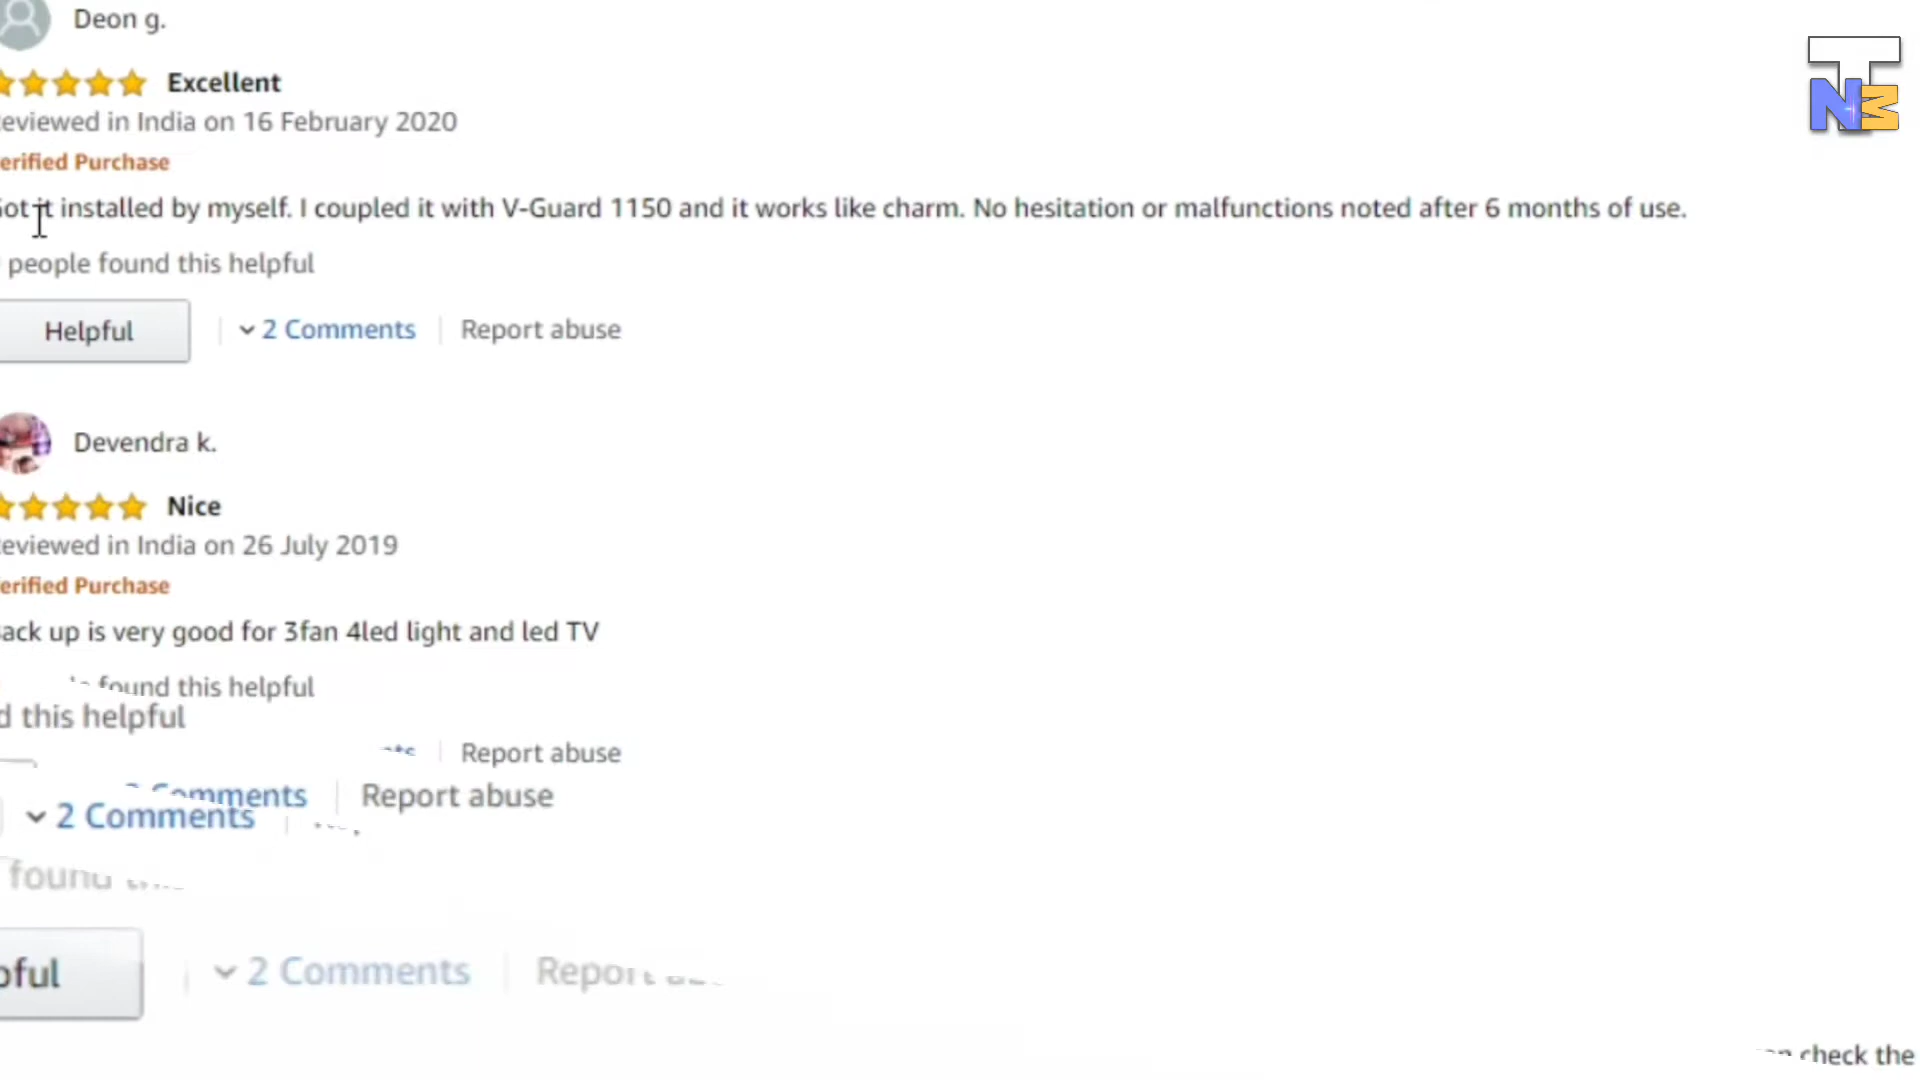 Deon g.
Excellent
eviewed in India on 16 February 2020
erified Purchase
ot it installed by myself. I coupled it with V-Guard 1150 and it works like charm. No hesitation or malfunctions noted after 6 months of use.
people found this helpful
Helpful
2 Comments
Report abuse
Devendra k.
Nice
eviewed in India on 26 July 2019
erified Purchase
ack up is very good for 3fan 4led light and led TV
found this helpful
d this helpful
Report abuse
Comments
Report abuse
2 Comments
found
pful
2 Comments
Report
check the
TN3